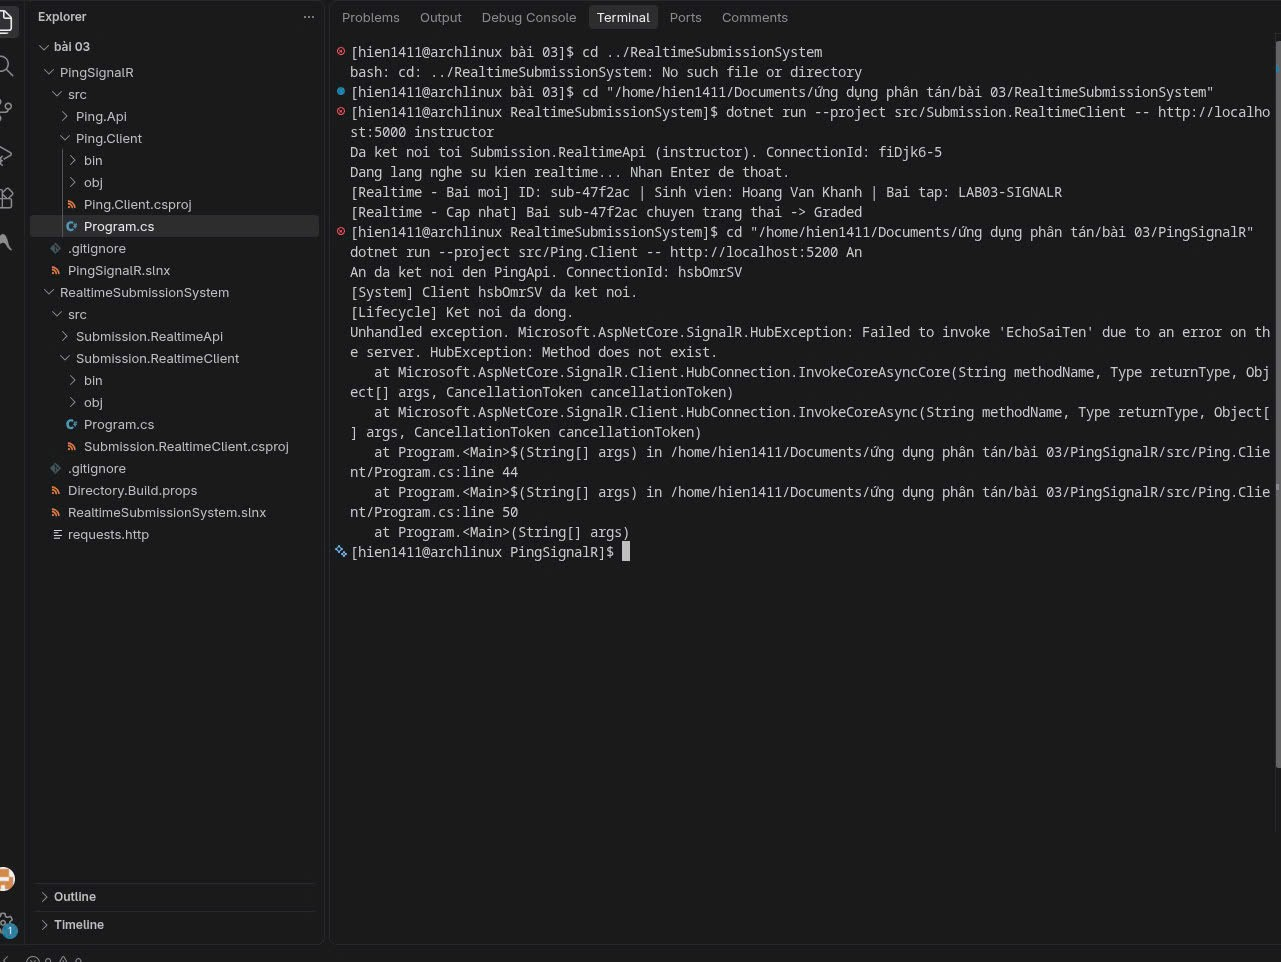 Explorer
bài 03
PingSignalR
src
Ping.Api
Ping.Client
bin
obj
Ping.Client.csproj
Program.cs
.gitignore
PingSignalR.slnx
RealtimeSubmissionSystem
src
Submission.RealtimeApi
Submission.RealtimeClient
bin
obj
Program.cs
Submission.RealtimeClient.csproj
.gitignore
Directory.Build.props
RealtimeSubmissionSystem.slnx
requests.http
Outline
Timeline
1
Problems Output Debug Console Terminal Ports Comments
[hien1411@archlinux bài 03]$ cd ../RealtimeSubmissionSystem
bash: cd: ../RealtimeSubmissionSystem: No such file or directory
[hien1411@archlinux bài 03]$ cd "/home/hien1411/Documents/ứng dụng phân tán/bài 03/RealtimeSubmissionSystem"
[hien1411@archlinux RealtimeSubmissionSystem]$ dotnet run --project src/Submission.RealtimeClient -- http://localho
st:5000 instructor
Da ket noi toi Submission.RealtimeApi (instructor). ConnectionId: fiDjk6-5
Dang lang nghe su kien realtime... Nhan Enter de thoat.
[Realtime - Bai moi] ID: sub-47f2ac | Sinh vien: Hoang Van Khanh | Bai tap: LAB03-SIGNALR
[Realtime - Cap nhat] Bai sub-47f2ac chuyen trang thai -> Graded
[hien1411@archlinux RealtimeSubmissionSystem]$ cd "/home/hien1411/Documents/ứng dụng phân tán/bài 03/PingSignalR"
dotnet run --project src/Ping.Client -- http://localhost:5200 An
An da ket noi den PingApi. ConnectionId: hsbOmrSV
[System] Client hsbOmrSV da ket noi.
[Lifecycle] Ket noi da dong.
Unhandled exception. Microsoft.AspNetCore.SignalR.HubException: Failed to invoke 'EchoSaiTen' due to an error on th
e server. HubException: Method does not exist.
at Microsoft.AspNetCore.SignalR.Client.HubConnection.InvokeCoreAsyncCore(String methodName, Type returnType, Obj
ect[] args, CancellationToken cancellationToken)
at Microsoft.AspNetCore.SignalR.Client.HubConnection.InvokeCoreAsync(String methodName, Type returnType, Object[
] args, CancellationToken cancellationToken)
at Program.<Main>$(String[] args) in /home/hien1411/Documents/ứng dụng phân tán/bài 03/PingSignalR/src/Ping.Clie
nt/Program.cs:line 44
at Program.<Main>$(String[] args) in /home/hien1411/Documents/ứng dụng phân tán/bài 03/PingSignalR/src/Ping.Clie
nt/Program.cs:line 50
at Program.<Main>(String[] args)
[hien1411@archlinux PingSignalR]$